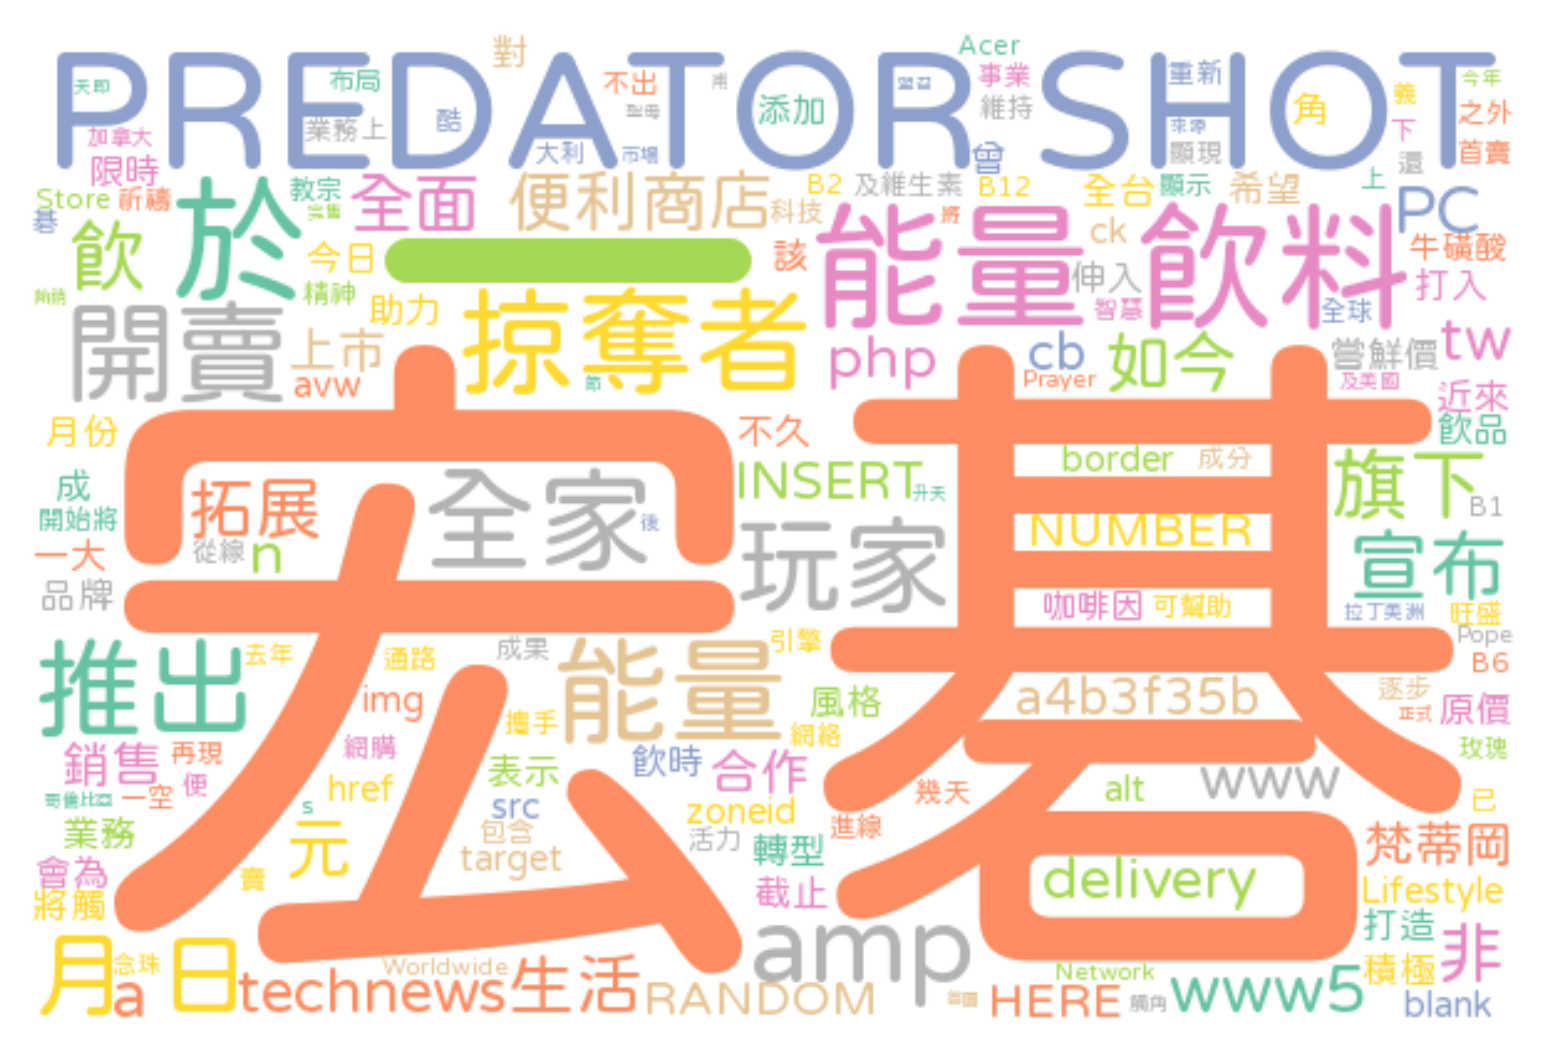 對
Acer
PREDATOR SHOT
天即
布局
不出
甫
事業
重新
今年
業務上
酷
聖母
添加
維持
角
義
之外
加拿大
大利
市場
曾
來源
顯現
下
還
首賣
限時
Store
祈禱
教宗
全面
便利商店
科技
B2
及維生素
B12
全台
顯示
希望
上
PC
碁
飲
於
完售
今日
一
該
將
能量飲料
ck
伸入
牛磺酸
打入
精神
助力
掠奪者
智慧
全球
開賣
上市
avw
節
php
cb
Prayer
如今
嘗鮮價
及美國
tw
近來
月份
宏碁
不久
飲品
成
開始將
拓展
全家
後
INSERT
升天
border
成分
旗下
B1
一大
從線
n
玩家
NUMBER
宣布
品牌
咖啡因
可幫助
拉丁美洲
旺盛
Pope
推出
去年
通路
成果
能量
引擎
B6
img
攜手
風格
網絡
a4b3f35b
逐步
正式
原價
銷售
再現
網購
表示
飲時
合作
玫瑰
便
哥倫比亞
一空
s
href
src
zoneid
幾天
alt
www
已
業務
元
包含
target
活力
轉型
進線
梵蒂岡
會為
將觸
賣
截止
delivery
Lifestyle
月
念珠
日
Worldwide
amp
打造
積極
非
a
technews
生活
RANDOM
Network
HERE
觸角
www5
blank